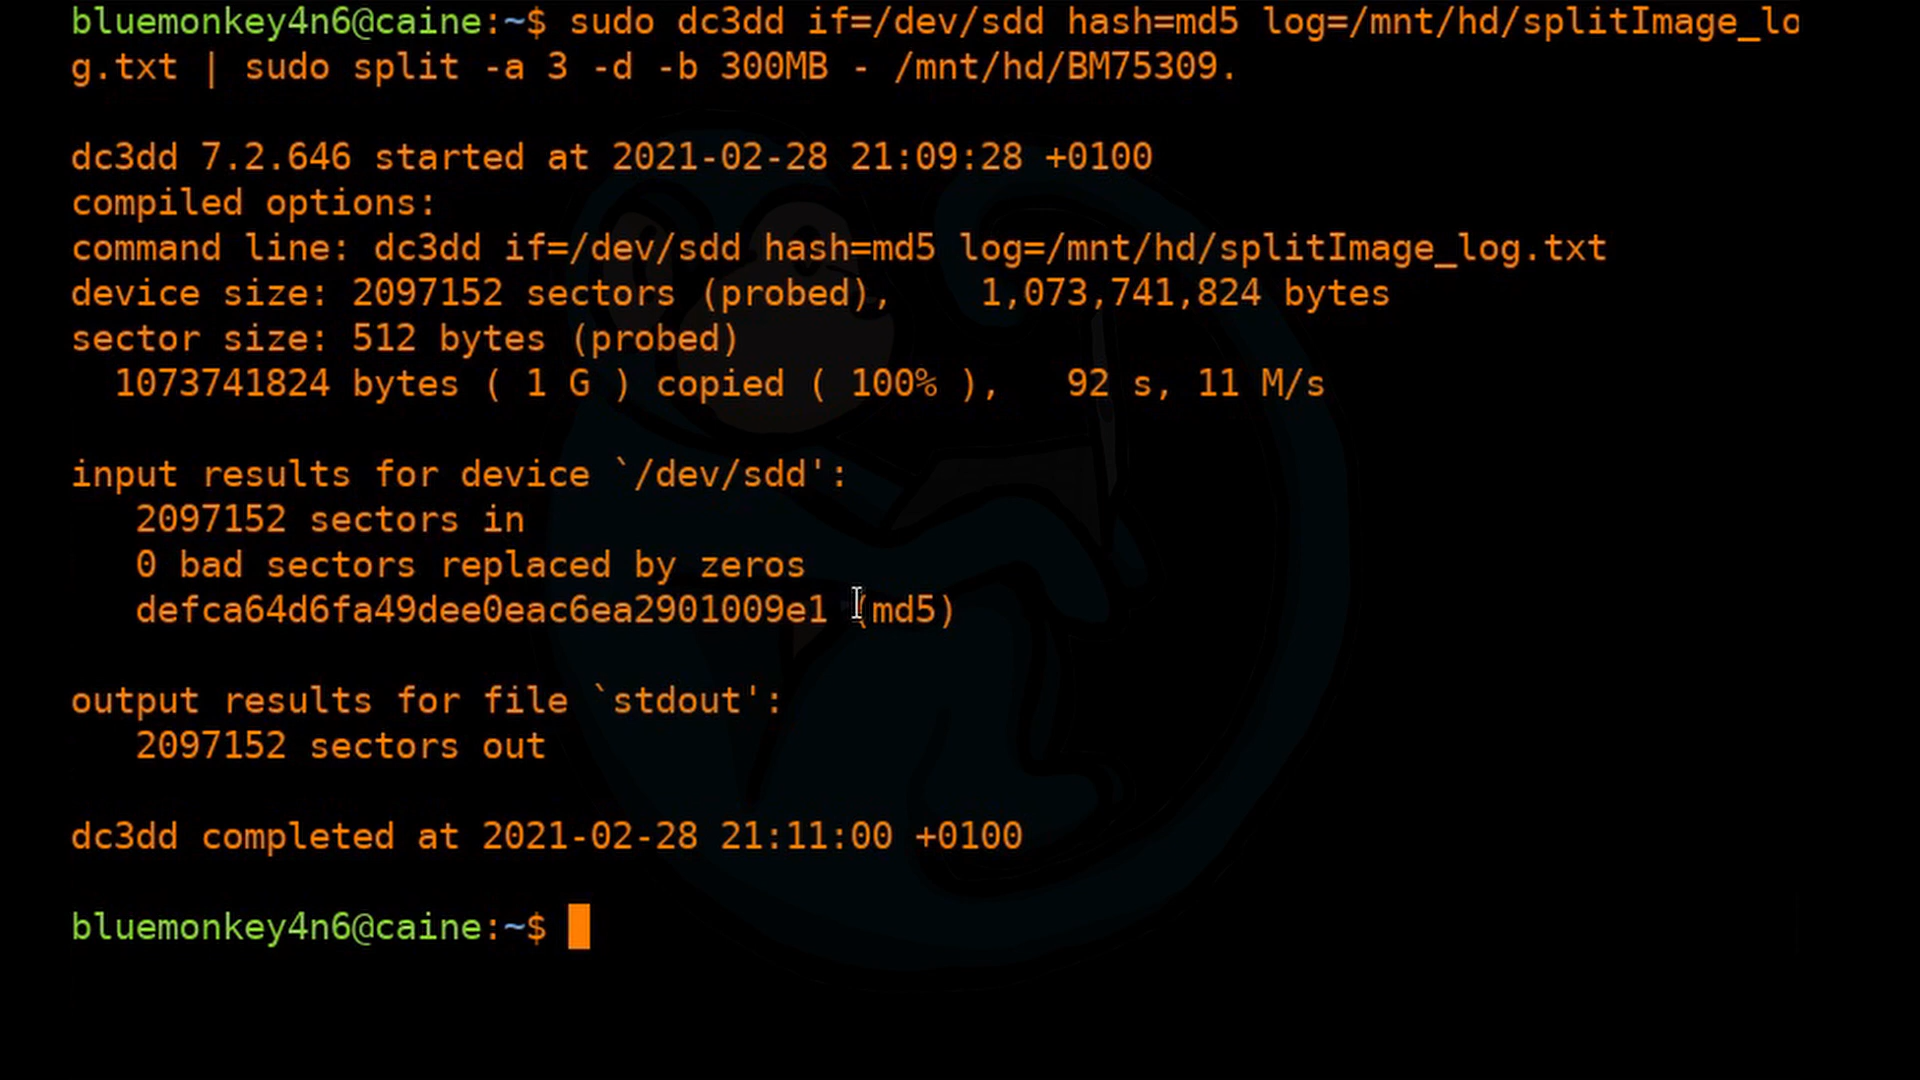 bluemonkey4n6@caine:~$ sudo dc3dd if=/dev/sdd hash=md5 log=/mnt/hd/splitImage_lo
g.txt | sudo split -a 3 -d -b 300MB - /mnt/hd/BM75309.
dc3dd 7.2.646 started at 2021-02-28 21:09:28 +0100
compiled options:
command line: dc3dd if=/dev/sdd hash=md5 log=/mnt/hd/splitImage_log.txt
device size: 2097152 sectors (probed),    1,073,741,824 bytes
sector size: 512 bytes (probed)
  1073741824 bytes ( 1 G ) copied ( 100% ),   92 s, 11 M/s
input results for device `/dev/sdd':
   2097152 sectors in
   0 bad sectors replaced by zeros
   defca64d6fa49dee0eac6ea2901009e1 (md5)
output results for file `stdout':
   2097152 sectors out
dc3dd completed at 2021-02-28 21:11:00 +0100
bluemonkey4n6@caine:~$